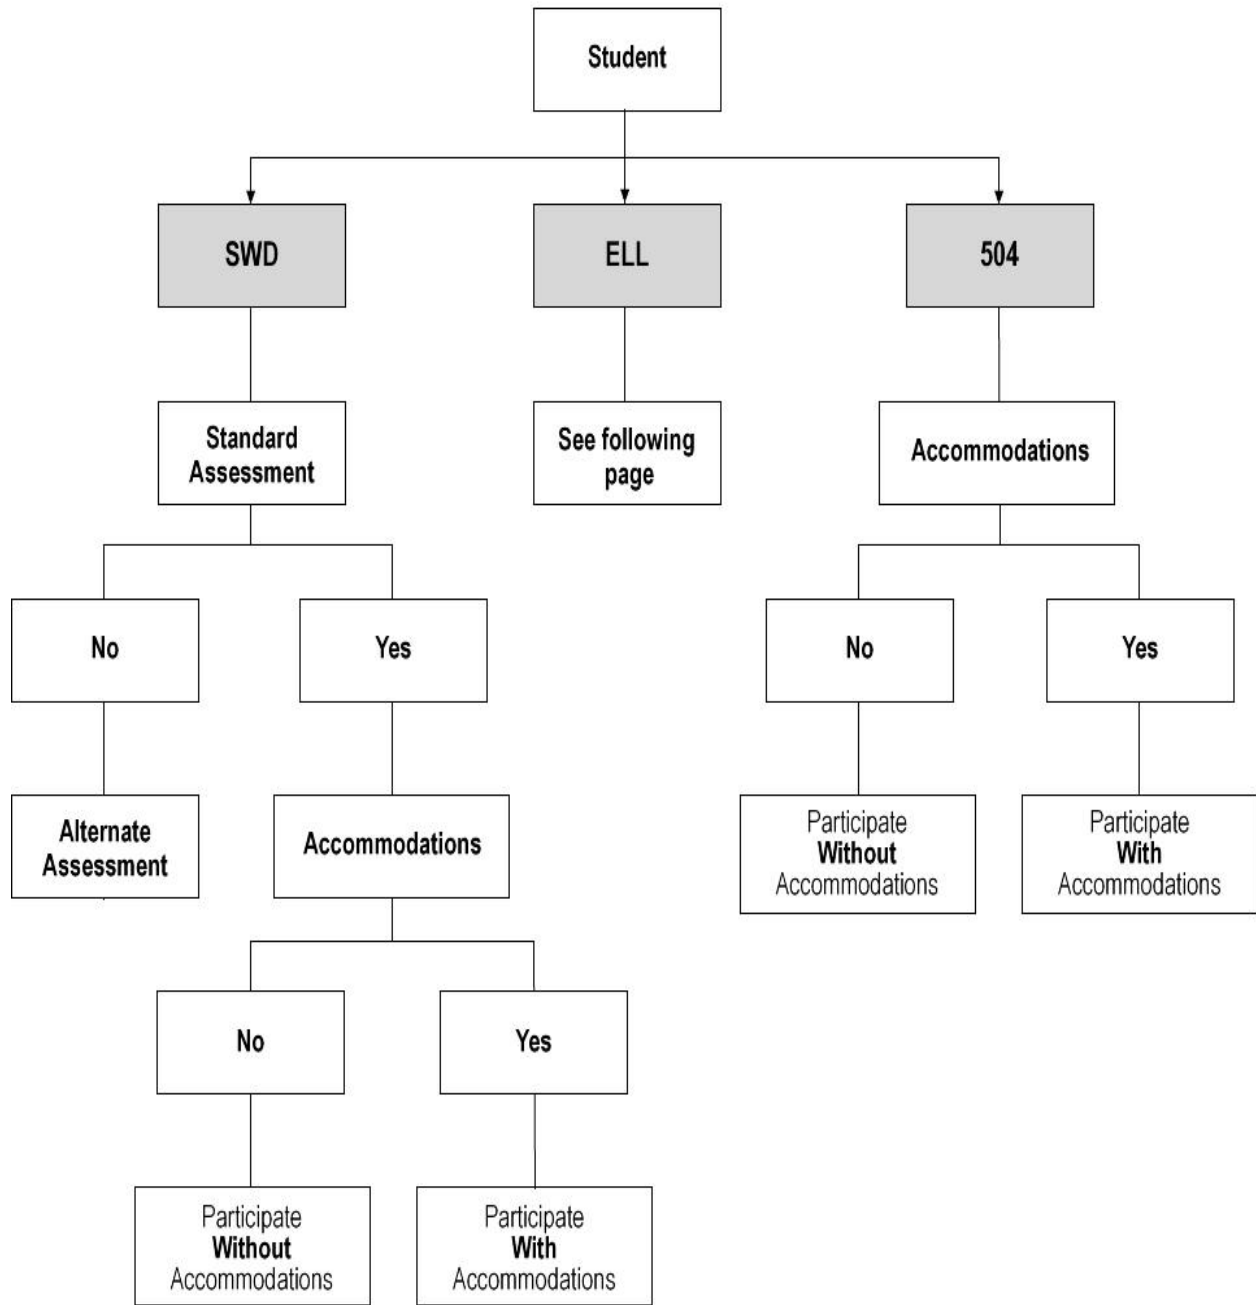 Student
SWD
ELL
504
Standard
Assessment
See following
page
Accommodations
No
Yes
No
Yes
Alternate
Assessment
Accommodations
Participate
Without
Accommodations
Participate
With
Accommodations
No
Yes
Participate
Without
Accommodations
Participate
With
Accommodations